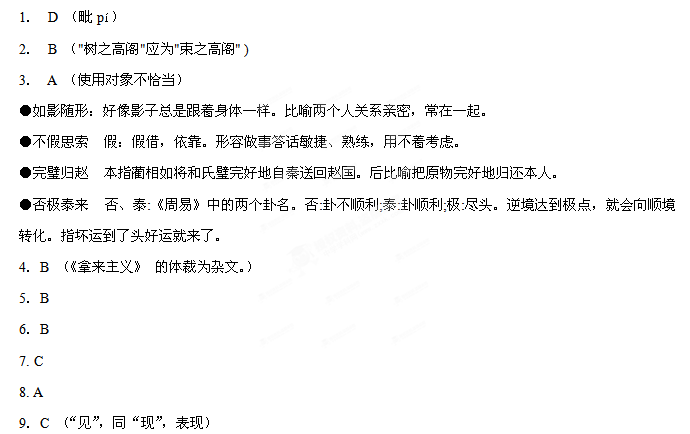 1. D （毗 pí）
2. B （"树之高阁"应为"束之高阁" ）
3. A （使用对象不恰当）
●如影随形：好像影子总是跟着身体一样。比喻两个人关系亲密，常在一起。
●不假思索 假：假借，依靠。形容做事答话敏捷、熟练，用不着考虑。
●完璧归赵 本指蔺相如将和氏璧完好地自秦送回赵国。后比喻把原物完好地归还本人。
●否极泰来 否、泰:《周易》中的两个卦名。否:卦不顺利;泰:卦顺利;极:尽头。逆境达到极点，就会向顺境
转化。指坏运到了头好运就来了。
4. B （《拿来主义》 的体裁为杂文。）
5. B
6. B
7. C
8. A
9. C （“见”，同“现”，表现）